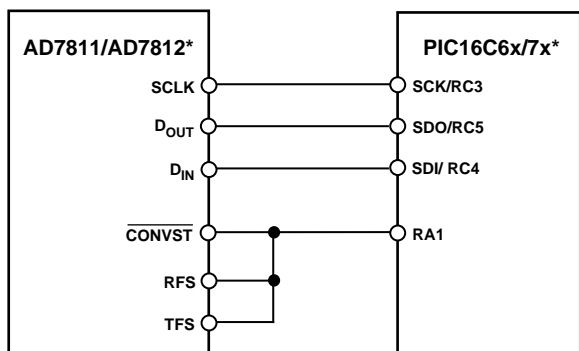 AD7811/AD7812* PIC16C6x/7x*
SCLK SCK/RC3
DOUT SDO/RC5
DIN SDI/ RC4
CONVST RA1
RFS
TFS